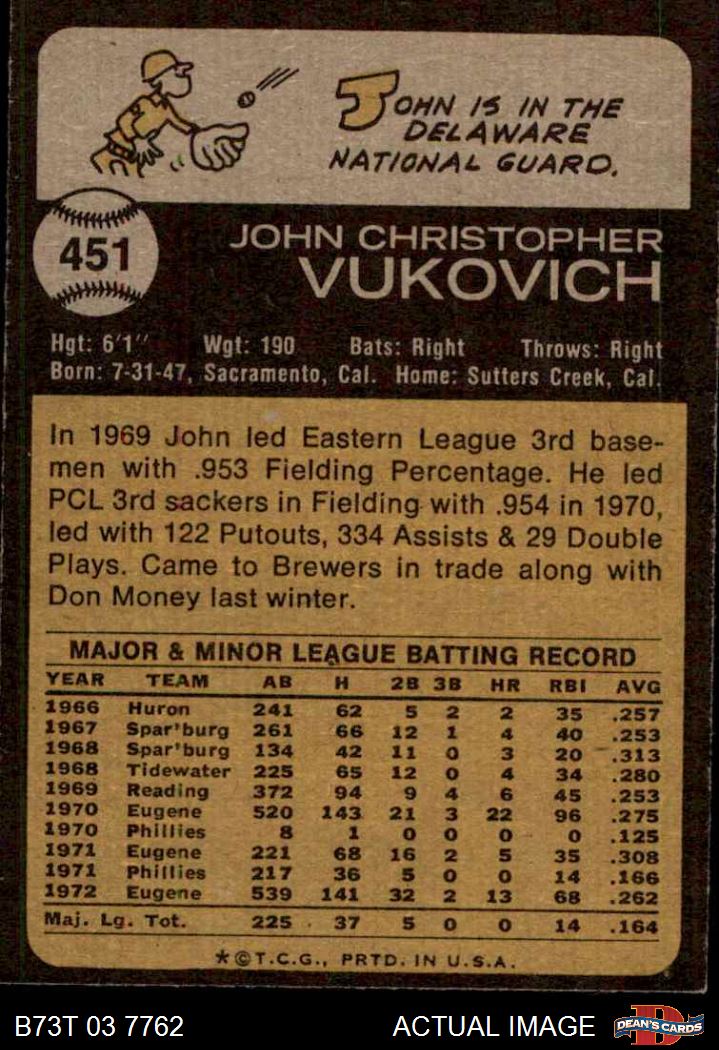 JOHN IS IN THE
DELAWARE
NATIONAL GUARD.
451
JOHN CHRISTOPHER
VUKOVICH
Hgt: 6'1" Wgt: 190 Bats: Right Throws: Right
Born: 7-31-47, Sacramento, Cal. Home: Sutters Creek, Cal.
In 1969 John led Eastern League 3rd base-
men with .953 Fielding Percentage. He led
PCL 3rd sackers in Fielding with .954 in 1970,
led with 122 Putouts, 334 Assists & 29 Double
Plays. Came to Brewers in trade along with
Don Money last winter.
MAJOR & MINOR LEAGUE BATTING RECORD
YEAR TEAM AB H 2B 3B HR RBI AVG
1966 Huron 241 62 5 2 2 35 .257
1967 Spar'burg 261 66 12 1 4 40 .253
1968 Spar'burg 134 42 11 0 3 20 .313
1968 Tidewater 225 65 12 0 4 34 .280
1969 Reading 372 94 9 4 6 45 .253
1970 Eugene 520 143 21 3 22 96 .275
1970 Phillies 8 1 0 0 0 0 .125
1971 Eugene 221 68 16 2 5 35 .308
1971 Phillies 217 36 5 0 0 14 .166
1972 Eugene 539 141 32 2 13 68 .262
Maj. Lg. Tot. 225 37 5 0 0 14 .164
*©T.C.G., PRTD. IN U.S.A.
B73T 03 7762 ACTUAL IMAGE DEAN'S CARDS